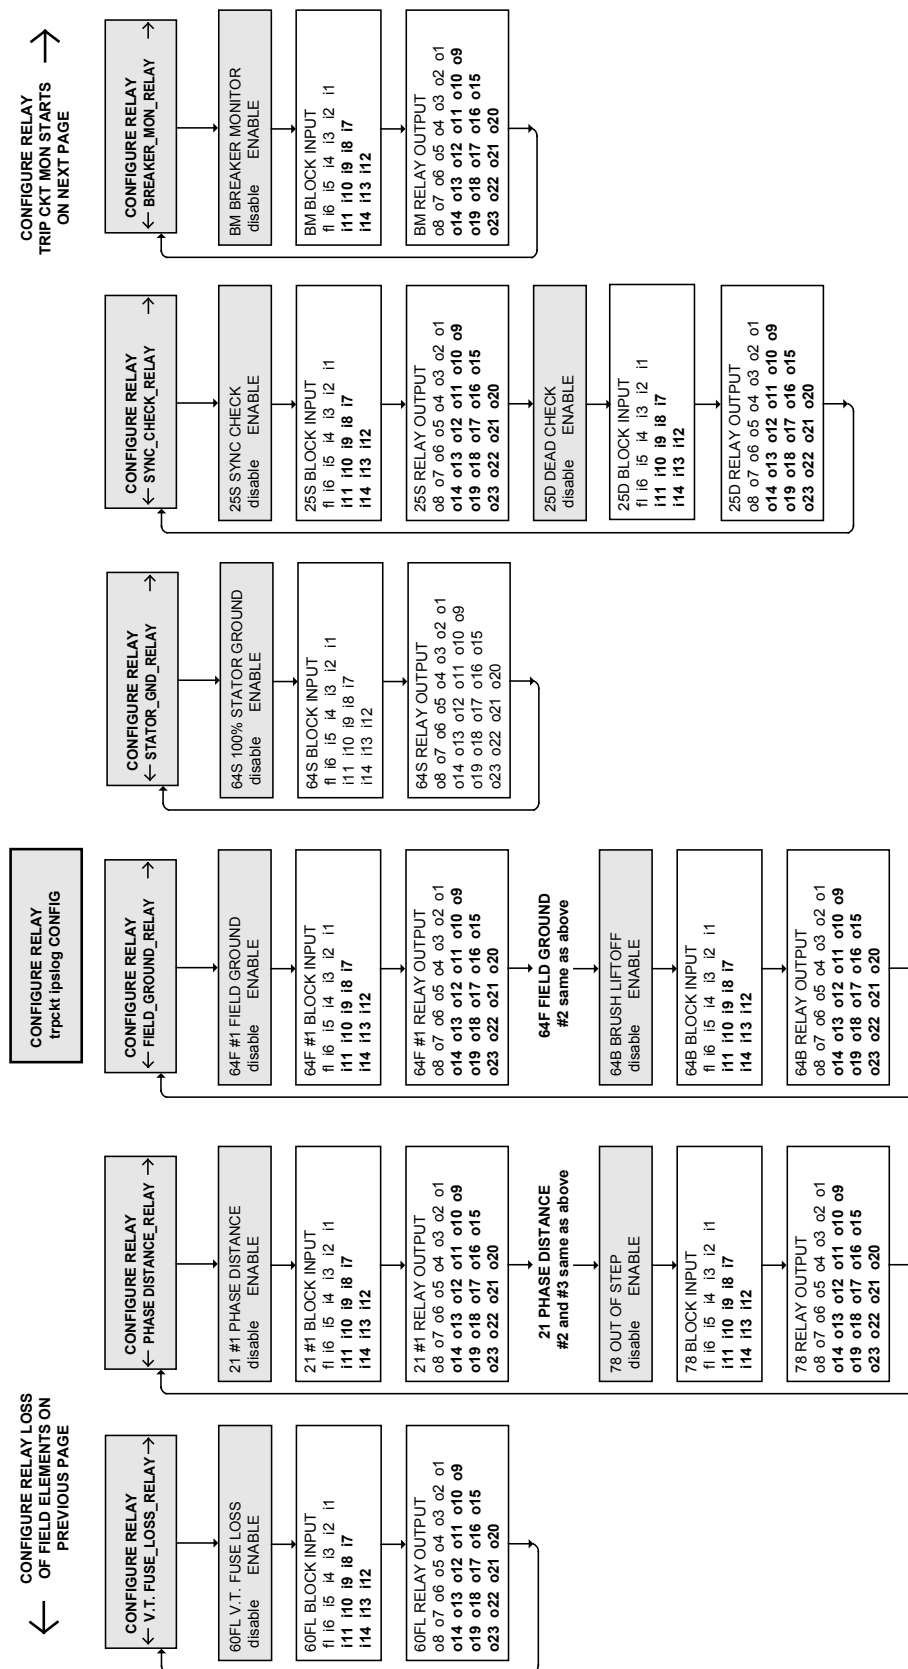 CONFIGURE RELAY
trpckt ipslog CONFIG
← CONFIGURE RELAY LOSS
OF FIELD ELEMENTS ON
PREVIOUS PAGE
CONFIGURE RELAY
← V.T. FUSE_LOSS_RELAY →
60FL V.T. FUSE LOSS
disable ENABLE
60FL BLOCK INPUT
fl i6 i5 i4 i3 i2 i1
i11 i10 i9 i8 i7
i14 i13 i12
60FL RELAY OUTPUT
o8 o7 o6 o5 o4 o3 o2 o1
o14 o13 o12 o11 o10 o9
o19 o18 o17 o16 o15
o23 o22 o21 o20
CONFIGURE RELAY
← PHASE DISTANCE_RELAY →
21 #1 PHASE DISTANCE
disable ENABLE
21 #1 BLOCK INPUT
fl i6 i5 i4 i3 i2 i1
i11 i10 i9 i8 i7
i14 i13 i12
21 #1 RELAY OUTPUT
o8 o7 o6 o5 o4 o3 o2 o1
o14 o13 o12 o11 o10 o9
o19 o18 o17 o16 o15
o23 o22 o21 o20
21 PHASE DISTANCE
#2 and #3 same as above
78 OUT OF STEP
disable ENABLE
78 BLOCK INPUT
fl i6 i5 i4 i3 i2 i1
i11 i10 i9 i8 i7
i14 i13 i12
78 RELAY OUTPUT
o8 o7 o6 o5 o4 o3 o2 o1
o14 o13 o12 o11 o10 o9
o19 o18 o17 o16 o15
o23 o22 o21 o20
CONFIGURE RELAY
← FIELD_GROUND_RELAY →
64F #1 FIELD GROUND
disable ENABLE
64F #1 BLOCK INPUT
fl i6 i5 i4 i3 i2 i1
i11 i10 i9 i8 i7
i14 i13 i12
64F #1 RELAY OUTPUT
o8 o7 o6 o5 o4 o3 o2 o1
o14 o13 o12 o11 o10 o9
o19 o18 o17 o16 o15
o23 o22 o21 o20
64F FIELD GROUND
#2 same as above
64B BRUSH LIFTOFF
disable ENABLE
64B BLOCK INPUT
fl i6 i5 i4 i3 i2 i1
i11 i10 i9 i8 i7
i14 i13 i12
64B RELAY OUTPUT
o8 o7 o6 o5 o4 o3 o2 o1
o14 o13 o12 o11 o10 o9
o19 o18 o17 o16 o15
o23 o22 o21 o20
CONFIGURE RELAY
← STATOR_GND_RELAY →
64S 100% STATOR GROUND
disable ENABLE
64S BLOCK INPUT
fl i6 i5 i4 i3 i2 i1
i11 i10 i9 i8 i7
i14 i13 i12
64S RELAY OUTPUT
o8 o7 o6 o5 o4 o3 o2 o1
o14 o13 o12 o11 o10 o9
o19 o18 o17 o16 o15
o23 o22 o21 o20
CONFIGURE RELAY
← SYNC_CHECK_RELAY →
25S SYNC CHECK
disable ENABLE
25S BLOCK INPUT
fl i6 i5 i4 i3 i2 i1
i11 i10 i9 i8 i7
i14 i13 i12
25S RELAY OUTPUT
o8 o7 o6 o5 o4 o3 o2 o1
o14 o13 o12 o11 o10 o9
o19 o18 o17 o16 o15
o23 o22 o21 o20
25D DEAD CHECK
disable ENABLE
25D BLOCK INPUT
fl i6 i5 i4 i3 i2 i1
i11 i10 i9 i8 i7
i14 i13 i12
25D RELAY OUTPUT
o8 o7 o6 o5 o4 o3 o2 o1
o14 o13 o12 o11 o10 o9
o19 o18 o17 o16 o15
o23 o22 o21 o20
CONFIGURE RELAY →
TRIP CKT MON STARTS
ON NEXT PAGE
CONFIGURE RELAY
← BREAKER_MON_RELAY →
BM BREAKER MONITOR
disable ENABLE
BM BLOCK INPUT
fl i6 i5 i4 i3 i2 i1
i11 i10 i9 i8 i7
i14 i13 i12
BM RELAY OUTPUT
o8 o7 o6 o5 o4 o3 o2 o1
o14 o13 o12 o11 o10 o9
o19 o18 o17 o16 o15
o23 o22 o21 o20